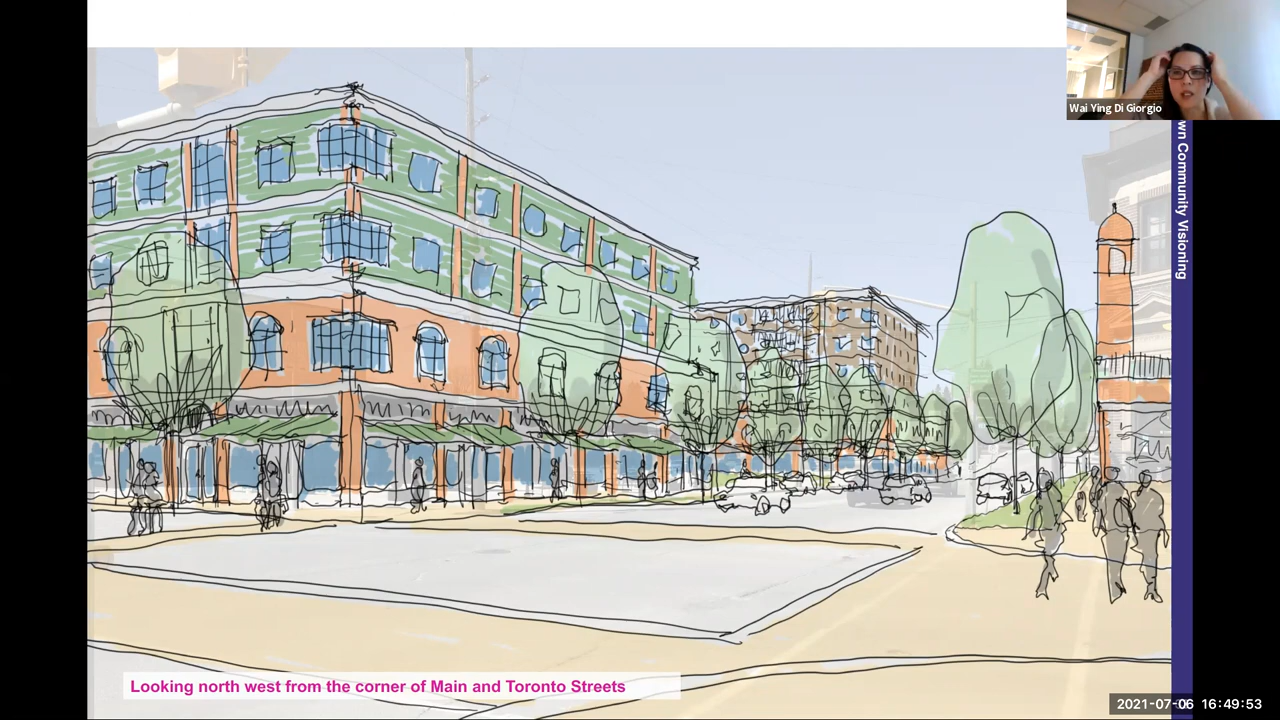 Wai Ying Di Giorgio
wn Community Visioning
Looking north west from the corner of Main and Toronto Streets
2021-07-06 16:49:53